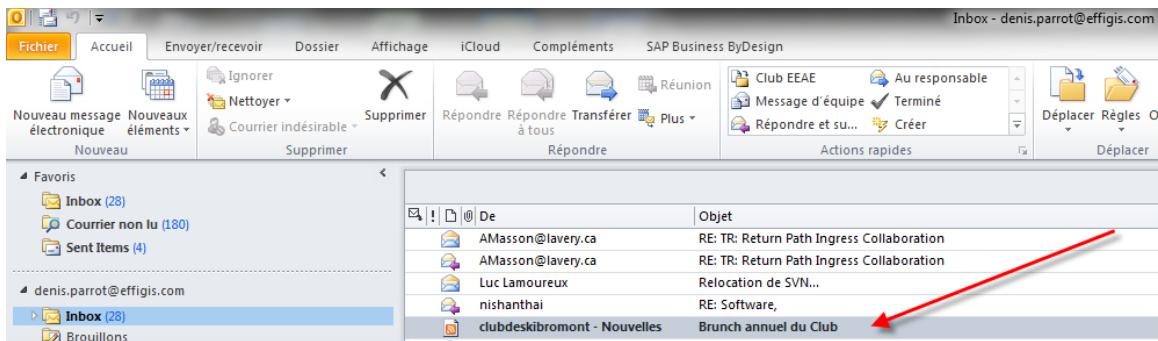 Inbox - denis.parrot@effigis.com
Fichier Accueil Envoyer/recevoir Dossier Affichage iCloud Compléments SAP Business ByDesign
Nouveau message électronique
Nouveaux éléments
Nouveau
Ignorer
Nettoyer
Courrier indésirable
Supprimer
Supprimer
Répondre
Répondre à tous
Transférer
Réunion
Plus
Répondre
Club EEAE
Message d'équipe
Répondre et su...
Au responsable
Terminé
Créer
Actions rapides
Déplacer
Règles
O
Déplacer
Favoris
Inbox (28)
Courrier non lu (180)
Sent Items (4)
denis.parrot@effigis.com
Inbox (28)
Brouillons
! De Objet
AMasson@lavery.ca RE: TR: Return Path Ingress Collaboration
AMasson@lavery.ca RE: TR: Return Path Ingress Collaboration
Luc Lamoureux Relocation de SVN...
nishanthai RE: Software,
clubdeskibromont - Nouvelles Brunch annuel du Club